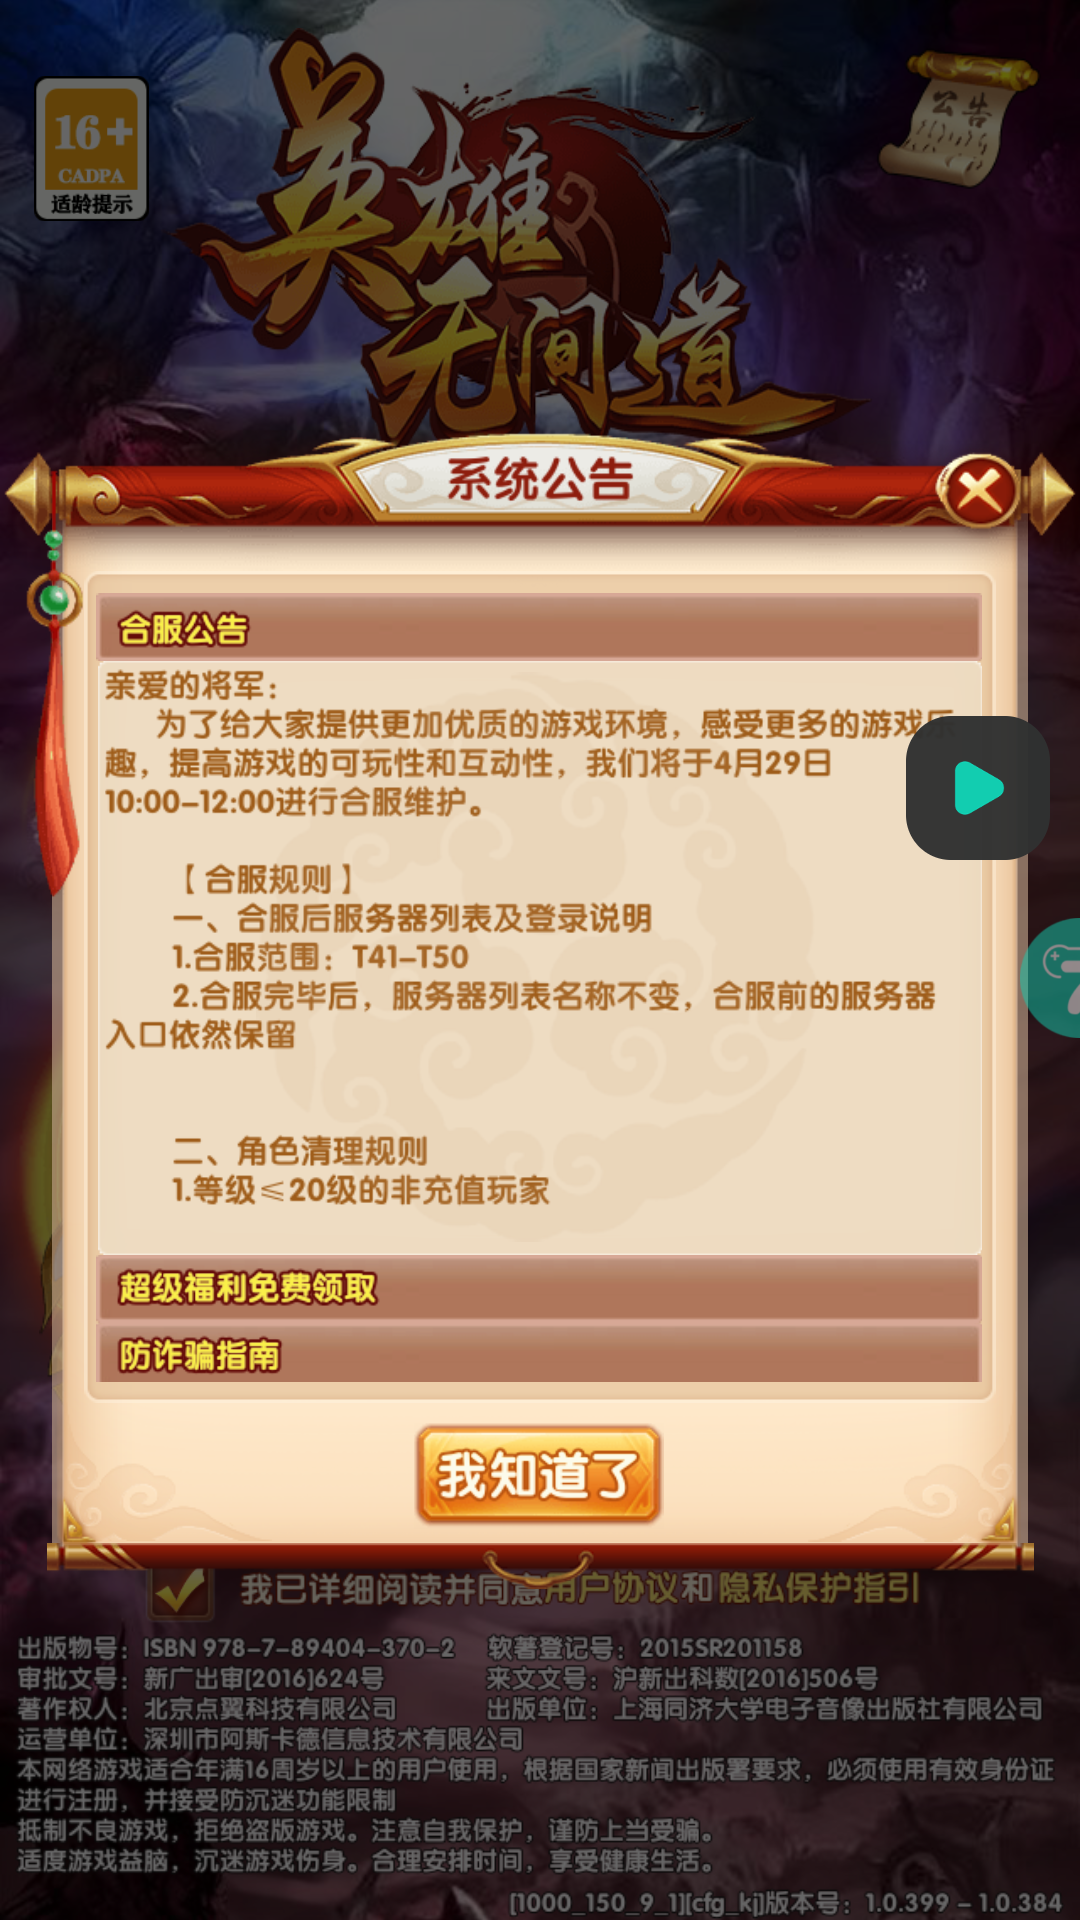 16+
CADPA
适龄提示
公告
英雄
无间道
系统公告
合服公告
亲爱的将军：
为了给大家提供更加优质的游戏环境，感受更多的游戏乐
趣，提高游戏的可玩性和互动性，我们将于4月29日
10:00-12:00进行合服维护。
【合服规则】
一、合服后服务器列表及登录说明
1.合服范围：T41-T50
2.合服完毕后，服务器列表名称不变，合服前的服务器
入口依然保留
二、角色清理规则
1.等级≤20级的非充值玩家
超级福利免费领取
防诈骗指南
我知道了
我已详细阅读并同意用户协议和隐私保护指引
出版物号：ISBN 978-7-89404-370-2 软著登记号：2015SR201158
审批文号：新广出审[2016]624号 来文文号：沪新出科数[2016]506号
著作权人：北京点翼科技有限公司 出版单位：上海同济大学电子音像出版社有限公司
运营单位：深圳市阿斯卡德信息技术有限公司
本网络游戏适合年满16周岁以上的用户使用，根据国家新闻出版署要求，必须使用有效身份证
进行注册，并接受防沉迷功能限制
抵制不良游戏，拒绝盗版游戏。注意自我保护，谨防上当受骗。
适度游戏益脑，沉迷游戏伤身。合理安排时间，享受健康生活。
[1000_150_9_1][cfg_kj]版本号：1.0.399 - 1.0.384